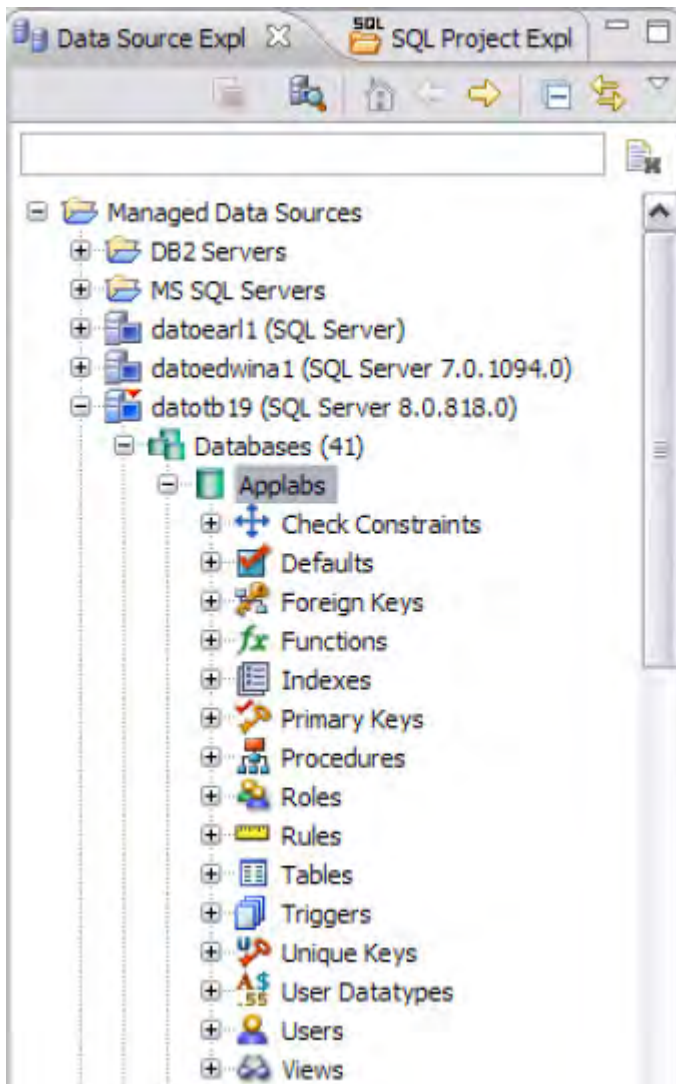 Data Source Expl
SQL
SQL Project Expl
Managed Data Sources
DB2 Servers
MS SQL Servers
datoearl1 (SQL Server)
datoedwina1 (SQL Server 7.0.1094.0)
datotb19 (SQL Server 8.0.818.0)
Databases (41)
Applabs
Check Constraints
Defaults
Foreign Keys
fx Functions
Indexes
Primary Keys
Procedures
Roles
Rules
Tables
Triggers
U Unique Keys
A$.55 User Datatypes
Users
Views